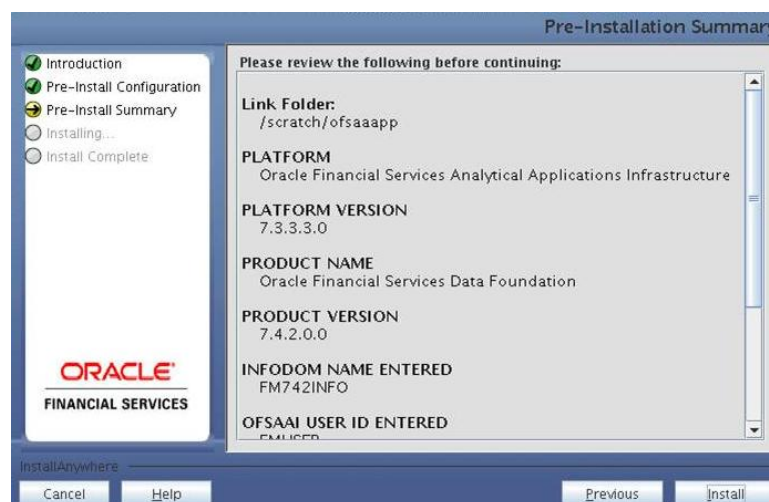 Pre-Installation Summary
Introduction
Pre-Install Configuration
Pre-Install Summary
Installing...
Install Complete
ORACLE
FINANCIAL SERVICES
Please review the following before continuing:
Link Folder:
/scratch/ofsaaapp
PLATFORM
Oracle Financial Services Analytical Applications Infrastructure
PLATFORM VERSION
7.3.3.3.0
PRODUCT NAME
Oracle Financial Services Data Foundation
PRODUCT VERSION
7.4.2.0.0
INFODOM NAME ENTERED
FM742INFO
OFSAAI USER ID ENTERED
FMUSER
InstallAnywhere
Cancel
Help
Previous
Install